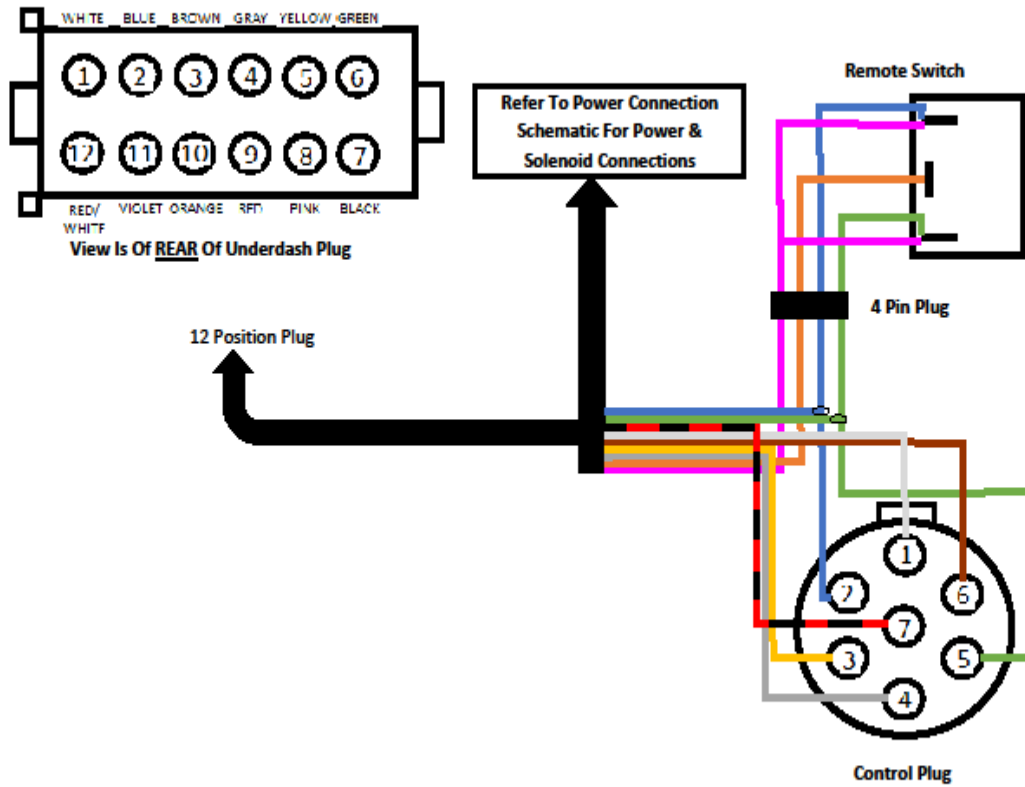 WHITE BLUE BROWN GRAY YELLOW GREEN
1 2 3 4 5 6
12 11 10 9 8 7
RED/ VIOLET ORANGE RED PINK BLACK
WHITE
View Is Of REAR Of Underdash Plug
Refer To Power Connection
Schematic For Power &
Solenoid Connections
Remote Switch
4 Pin Plug
12 Position Plug
1
2 6
7
3 5
4
Control Plug